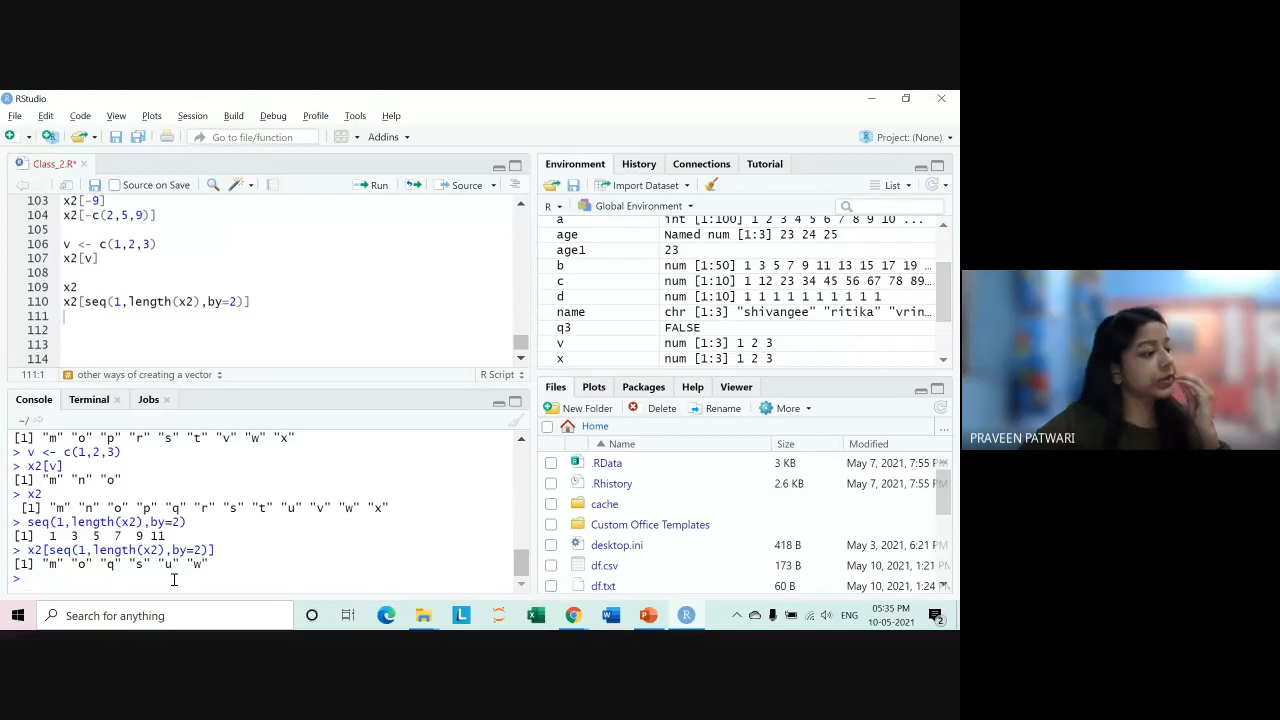 RStudio
File Edit Code View Plots Session Build Debug Profile Tools Help
Go to file/function Addins Project: (None)
Class_2.R*
Source on Save Run Source
103 x2[-9]
104 x2[-c(2,5,9)]
105
106 v <- c(1,2,3)
107 x2[v]
108
109 x2
110 x2[seq(1,length(x2),by=2)]
111
112
113
114
111:1 # other ways of creating a vector R Script
Console Terminal Jobs
~/
[1] "m" "o" "p" "r" "s" "t" "v" "w" "x"
> v <- c(1,2,3)
> x2[v]
[1] "m" "n" "o"
> x2
[1] "m" "n" "o" "p" "q" "r" "s" "t" "u" "v" "w" "x"
> seq(1,length(x2),by=2)
[1] 1 3 5 7 9 11
> x2[seq(1,length(x2),by=2)]
[1] "m" "o" "q" "s" "u" "w"
>
Environment History Connections Tutorial
Import Dataset List
R Global Environment
a int [1:100] 1 2 3 4 5 6 7 8 9 10 ...
age Named num [1:3] 23 24 25
age1 23
b num [1:50] 1 3 5 7 9 11 13 15 17 19 ...
c num [1:10] 1 12 23 34 45 56 67 78 89...
d num [1:10] 1 1 1 1 1 1 1 1 1 1
name chr [1:3] "shivangee" "ritika" "vrin...
q3 FALSE
v num [1:3] 1 2 3
x num [1:3] 1 2 3
Files Plots Packages Help Viewer
New Folder Delete Rename More
Home ...
Name Size Modified
.RData 3 KB May 7, 2021, 7:55 P
.Rhistory 2.6 KB May 7, 2021, 7:55 P
cache
Custom Office Templates
desktop.ini 418 B May 7, 2021, 1:21
df.csv 173 B May 10, 2021, 1:21 P
df.txt 60 B May 10, 2021, 1:24
Search for anything
ENG
05:35 PM
10-05-2021
2
PRAVEEN PATWARI